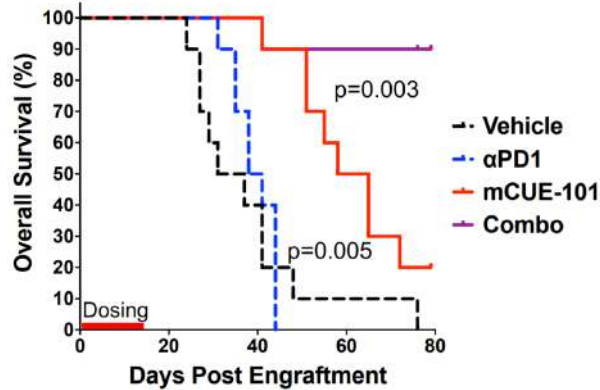 Overall Survival (%)
100
90
80
70
60
50
40
30
20
10
0
p=0.003
p=0.005
Dosing
0
20
40
60
80
Days Post Engraftment
Vehicle
αPD1
mCUE-101
Combo